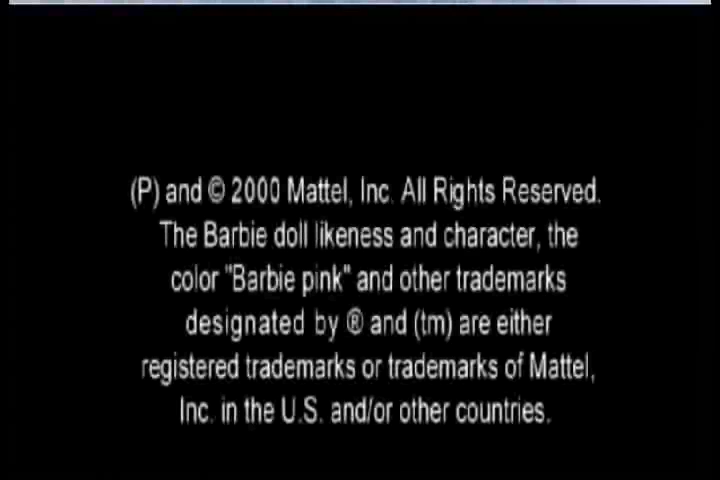 (P) and © 2000 Mattel, Inc. All Rights Reserved.
The Barbie doll likeness and character, the
color "Barbie pink" and other trademarks
designated by ® and (tm) are either
registered trademarks or trademarks of Mattel,
Inc. in the U.S. and/or other countries.